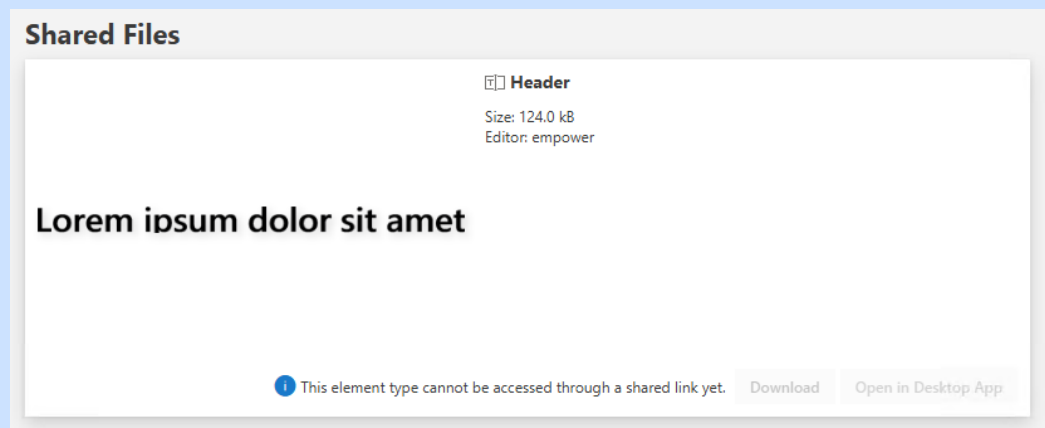 Shared Files
Header
Size: 124.0 kB
Editor: empower
Lorem ipsum dolor sit amet
This element type cannot be accessed through a shared link yet.
Download
Open in Desktop App